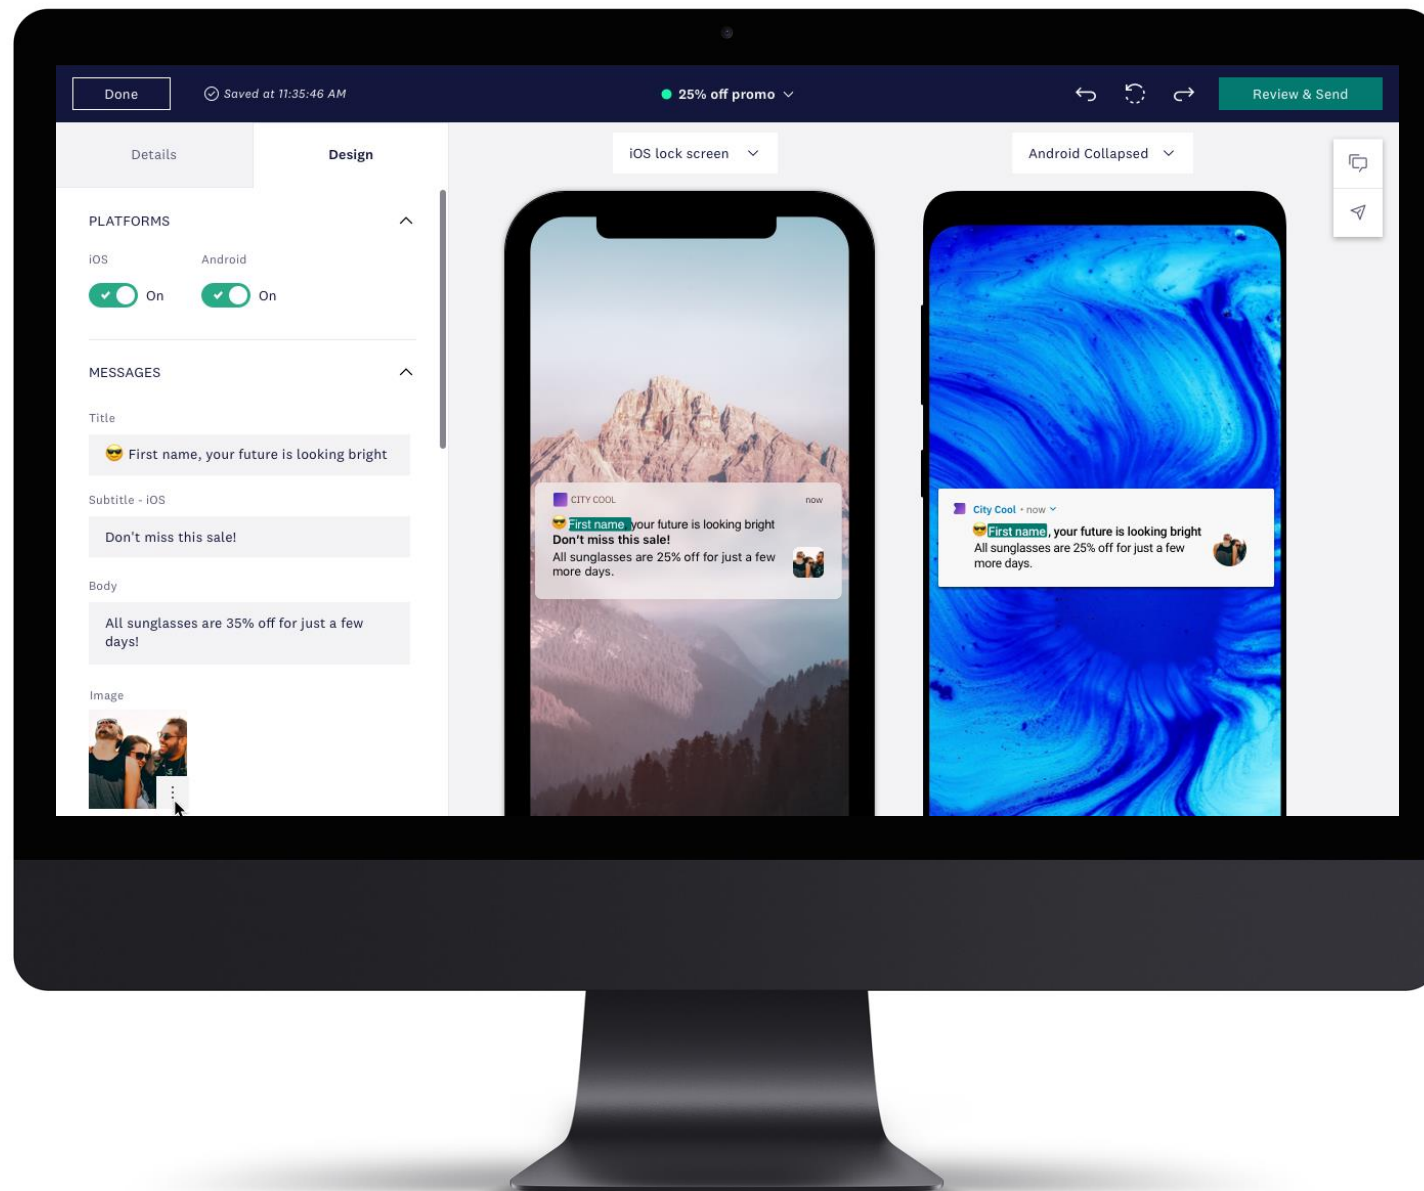 Done
Saved at 11:35:46 AM
25% off promo
Review & Send
Details
Design
iOS lock screen
Android Collapsed
PLATFORMS
iOS
Android
On
On
MESSAGES
Title
😎 First name, your future is looking bright
Subtitle - iOS
Don't miss this sale!
Body
All sunglasses are 35% off for just a few
days!
Image
CITY COOL
now
😎First name your future is looking bright
Don't miss this sale!
All sunglasses are 25% off for just a few
more days.
City Cool • now
😎First name, your future is looking bright
All sunglasses are 25% off for just a few
more days.